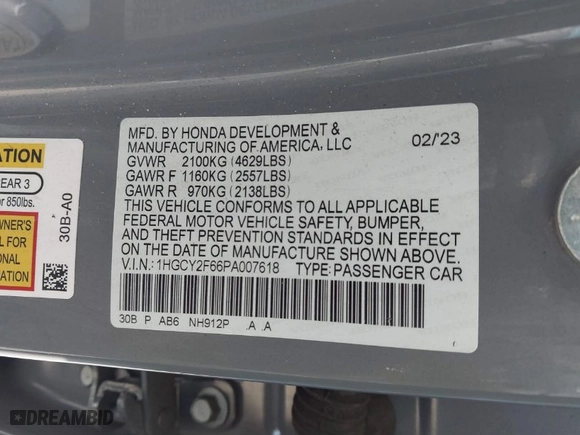 MFD. BY HONDA DEVELOPMENT &
MANUFACTURING OF AMERICA, LLC 02/'23
GVWR 2100KG (4629LBS)
GAWR F 1160KG (2557LBS)
GAWR R 970KG (2138LBS)
THIS VEHICLE CONFORMS TO ALL APPLICABLE
FEDERAL MOTOR VEHICLE SAFETY, BUMPER,
AND THEFT PREVENTION STANDARDS IN EFFECT
ON THE DATE OF MANUFACTURE SHOWN ABOVE.
V.I.N.: 1HGCY2F66PA007618 TYPE: PASSENGER CAR
30B P AB6 NH912P .A .A
ATION
EAR 3
r 850lbs.
WNER'S
L FOR
ONAL
ATION
30B-A0
DREAMBID